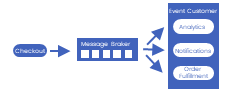 Checkout
Message Broker
Event Customer
Analytics
Notifications
Order
Fulfillment